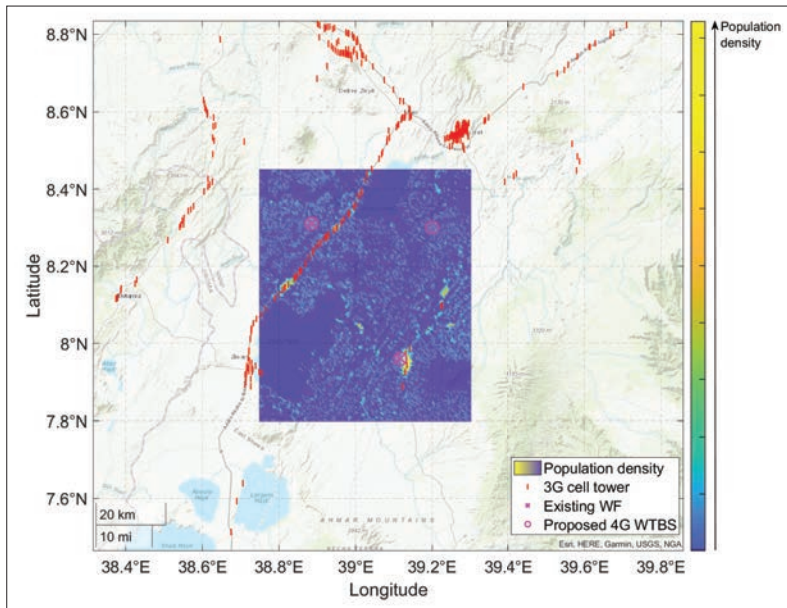 Population
density
8.8°N
8.6°N
8.4°N
8.2°N
8°N
7.8°N
7.6°N
Latitude
Population density
3G cell tower
Existing WF
Proposed 4G WTBS
20 km
10 mi
AHMAR MOUNTAINS
Esri, HERE, Garmin, USGS, NGA
38.4°E 38.6°E 38.8°E 39°E 39.2°E 39.4°E 39.6°E 39.8°E
Longitude